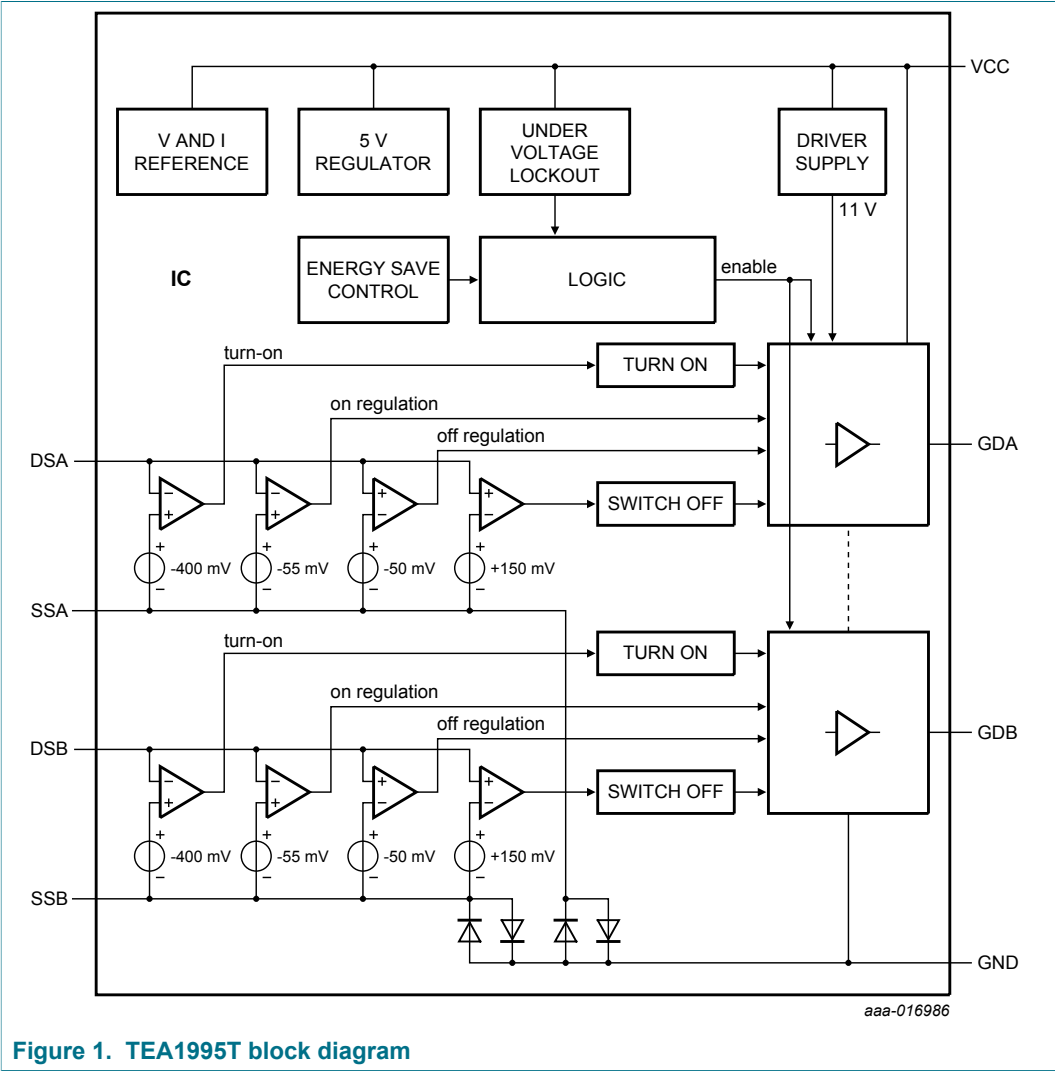 VCC
V AND I
REFERENCE
5 V
REGULATOR
UNDER
VOLTAGE
LOCKOUT
DRIVER
SUPPLY
11 V
IC
ENERGY SAVE
CONTROL
LOGIC
enable
turn-on
TURN ON
on regulation
off regulation
GDA
DSA
SWITCH OFF
-400 mV
-55 mV
-50 mV
+150 mV
SSA
turn-on
TURN ON
on regulation
off regulation
GDB
DSB
SWITCH OFF
-400 mV
-55 mV
-50 mV
+150 mV
SSB
GND
aaa-016986
Figure 1. TEA1995T block diagram